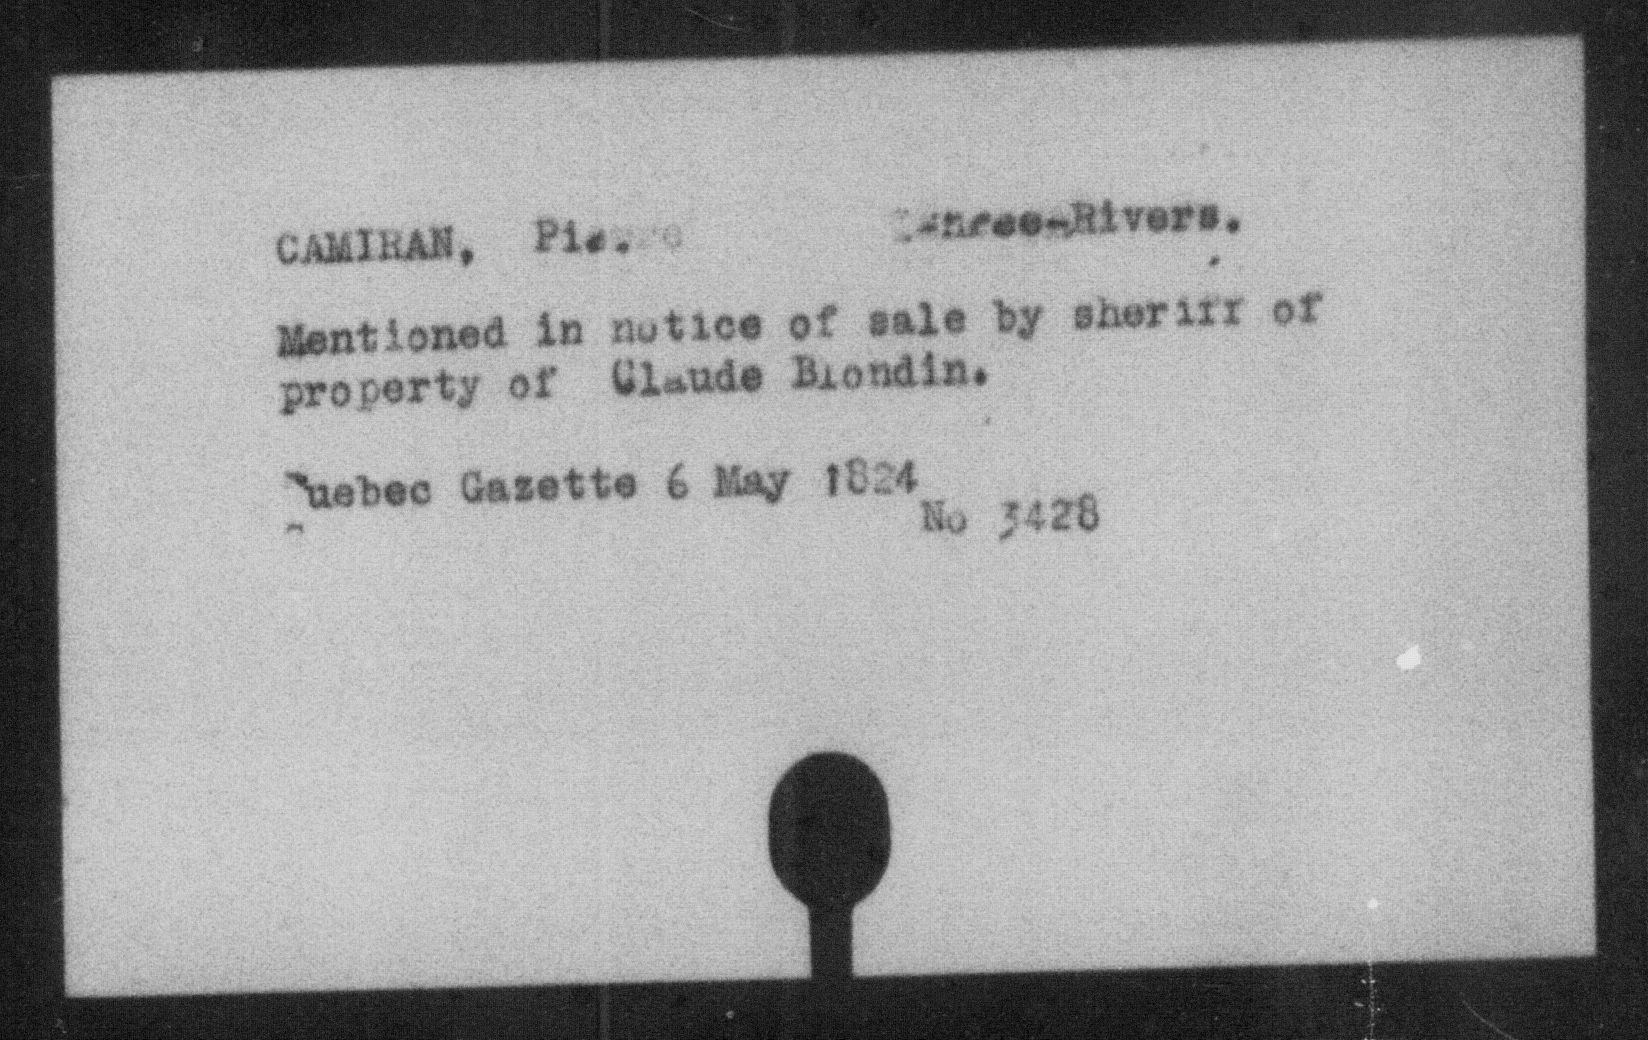 CAMIRAN, Pie. Three-Rivers.
Mentioned in notice of sale by sheriff of
property of Claude Blondin.
Quebec Gazette 6 May 1824
No 3428